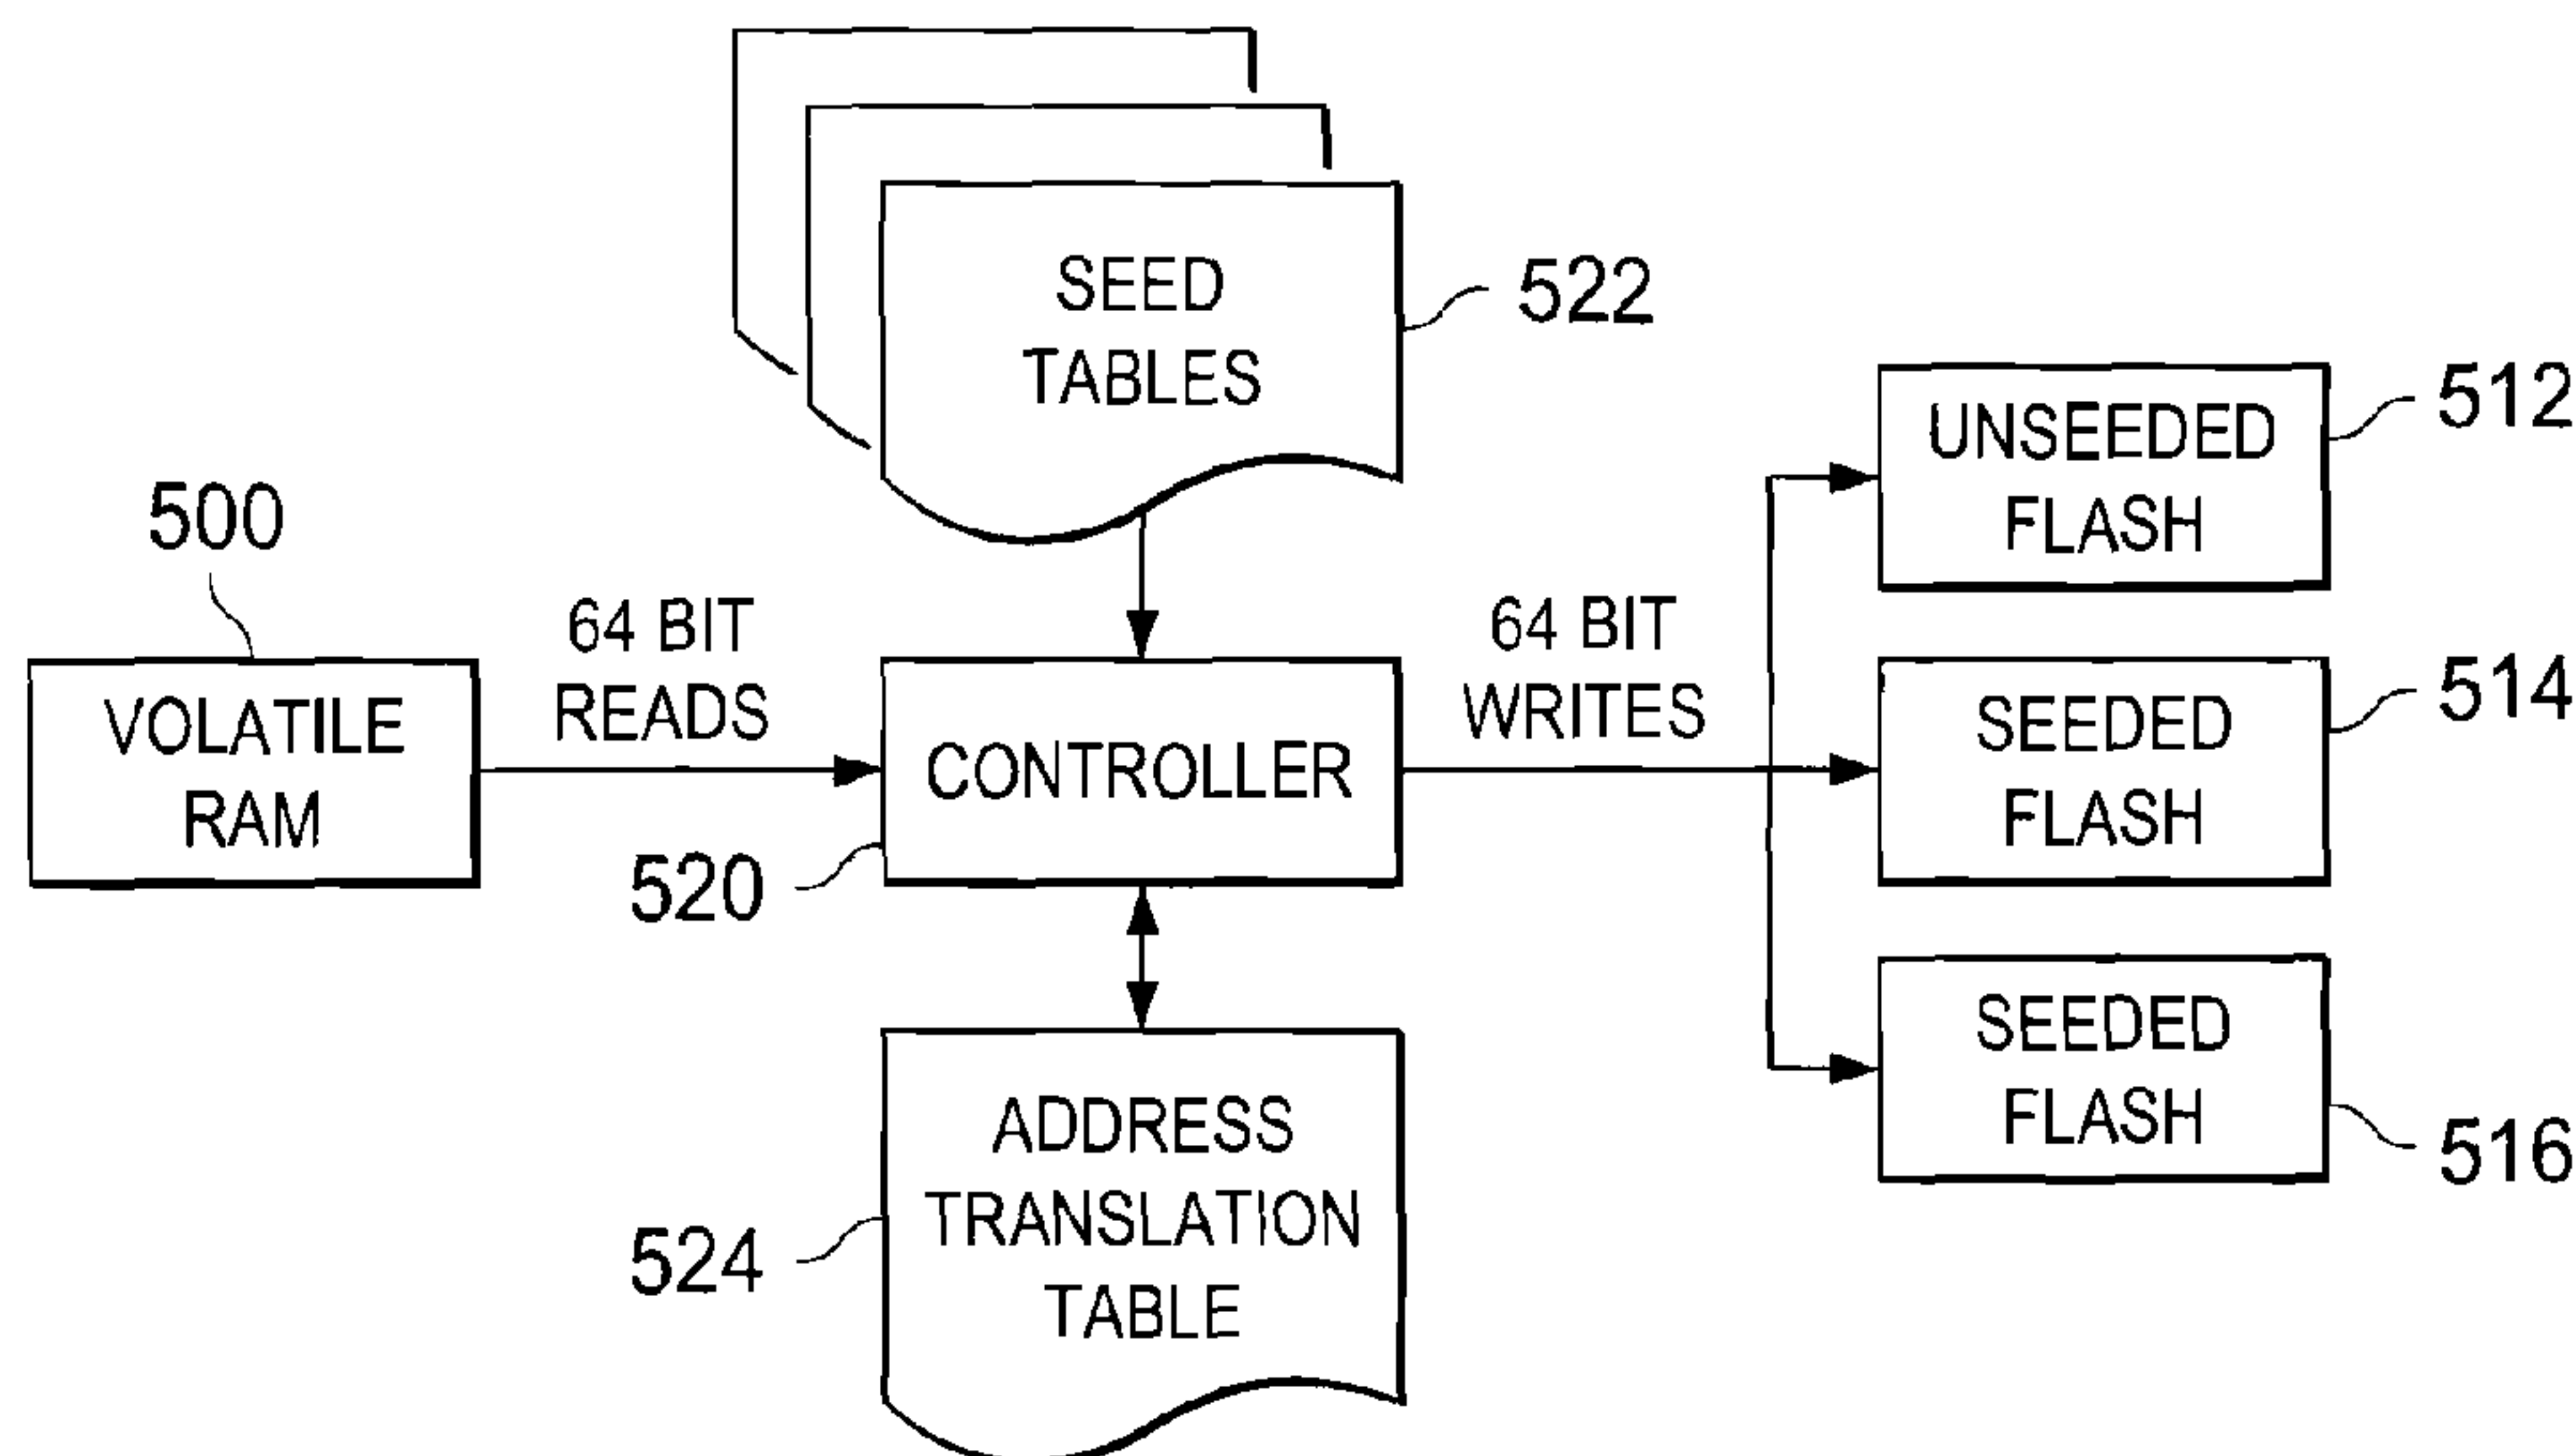 SEED
TABLES
522
UNSEEDED
FLASH
512
500
64 BIT
READS
64 BIT
WRITES
VOLATILE
RAM
CONTROLLER
520
SEEDED
FLASH
514
SEEDED
FLASH
516
ADDRESS
TRANSLATION
TABLE
524